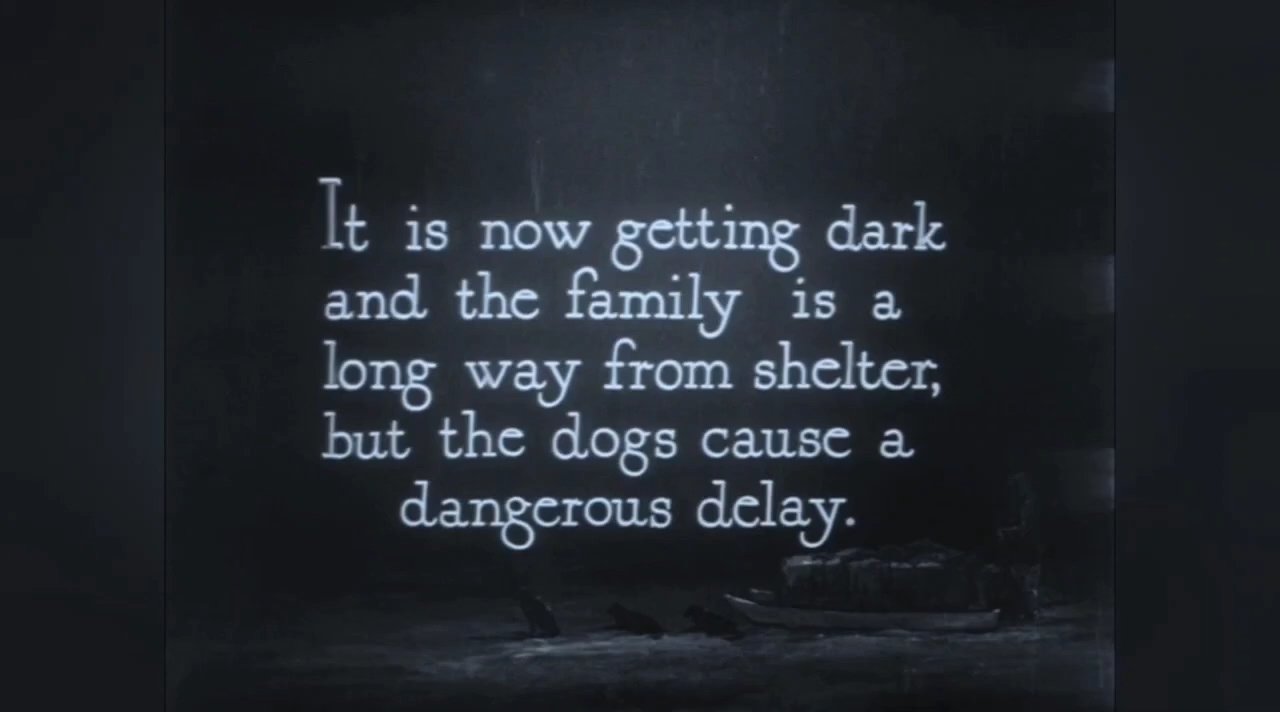 It is now getting dark
and the family is a
long way from shelter,
but the dogs cause a
dangerous delay.